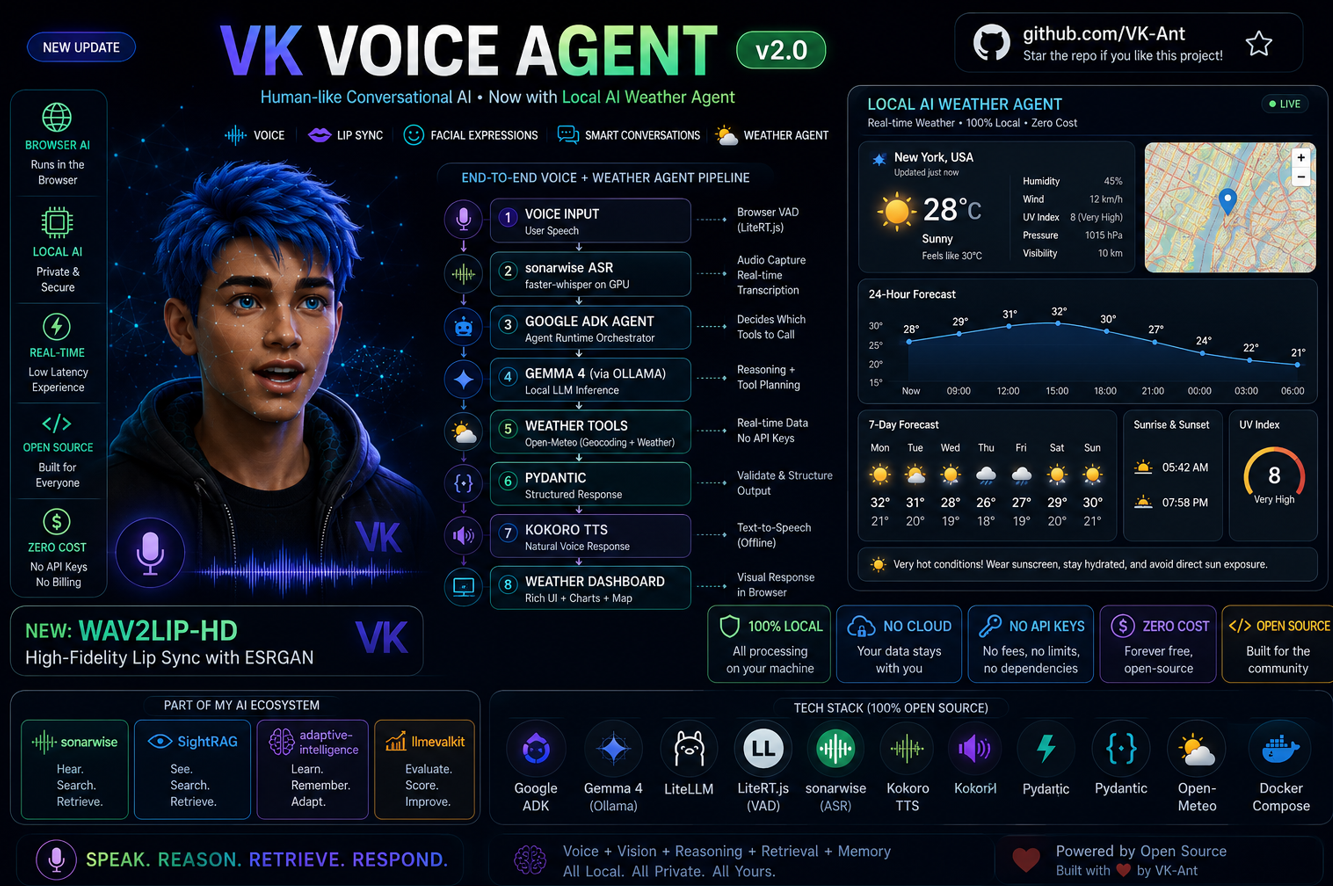 NEW UPDATE
VK VOICE AGENT v2.0
Human-like Conversational AI • Now with Local AI Weather Agent
VOICE
LIP SYNC
FACIAL EXPRESSIONS
SMART CONVERSATIONS
WEATHER AGENT
github.com/VK-Ant
Star the repo if you like this project!
BROWSER AI
Runs in the
Browser
LOCAL AI
Private &
Secure
REAL-TIME
Low Latency
Experience
OPEN SOURCE
Built for
Everyone
ZERO COST
No API Keys
No Billing
VK
END-TO-END VOICE + WEATHER AGENT PIPELINE
1 VOICE INPUT
User Speech
Browser VAD
(LiteRT.js)
2 sonarwise ASR
faster-whisper on GPU
Audio Capture
Real-time
Transcription
3 GOOGLE ADK AGENT
Agent Runtime Orchestrator
Decides Which
Tools to Call
4 GEMMA 4 (via OLLAMA)
Local LLM Inference
Reasoning +
Tool Planning
5 WEATHER TOOLS
Open-Meteo (Geocoding + Weather)
Real-time Data
No API Keys
6 PYDANTIC
Structured Response
Validate & Structure
Output
7 KOKORO TTS
Natural Voice Response
Text-to-Speech
(Offline)
8 WEATHER DASHBOARD
Rich UI + Charts + Map
Visual Response
in Browser
LOCAL AI WEATHER AGENT
LIVE
Real-time Weather • 100% Local • Zero Cost
New York, USA
Updated just now
28°C
Sunny
Feels like 30°C
Humidity 45%
Wind 12 km/h
UV Index 8 (Very High)
Pressure 1015 hPa
Visibility 10 km
+
−
24-Hour Forecast
30°
25°
20°
15°
28° 29° 31° 32° 30° 27° 24° 22° 21°
Now 09:00 12:00 15:00 18:00 21:00 00:00 03:00 06:00
7-Day Forecast
Mon Tue Wed Thu Fri Sat Sun
32° 31° 28° 26° 27° 29° 30°
21° 20° 19° 18° 19° 20° 21°
Sunrise & Sunset
05:42 AM
07:58 PM
UV Index
8
Very High
Very hot conditions! Wear sunscreen, stay hydrated, and avoid direct sun exposure.
NEW: WAV2LIP-HD
High-Fidelity Lip Sync with ESRGAN
VK
100% LOCAL
All processing
on your machine
NO CLOUD
Your data stays
with you
NO API KEYS
No fees, no limits,
no dependencies
ZERO COST
Forever free,
open-source
OPEN SOURCE
Built for the
community
PART OF MY AI ECOSYSTEM
sonarwise
Hear.
Search.
Retrieve.
SightRAG
See.
Search.
Retrieve.
adaptive-
intelligence
Learn.
Remember.
Adapt.
llmevalkit
Evaluate.
Score.
Improve.
TECH STACK (100% OPEN SOURCE)
Google
ADK
Gemma 4
(Ollama)
LiteLLM
LL
LiteRT.js
(VAD)
sonarwise
(ASR)
Kokoro
TTS
Pydantic
Open-
Meteo
Docker
Compose
SPEAK. REASON. RETRIEVE. RESPOND.
Voice + Vision + Reasoning + Retrieval + Memory
All Local. All Private. All Yours.
Powered by Open Source
Built with ❤ by VK-Ant